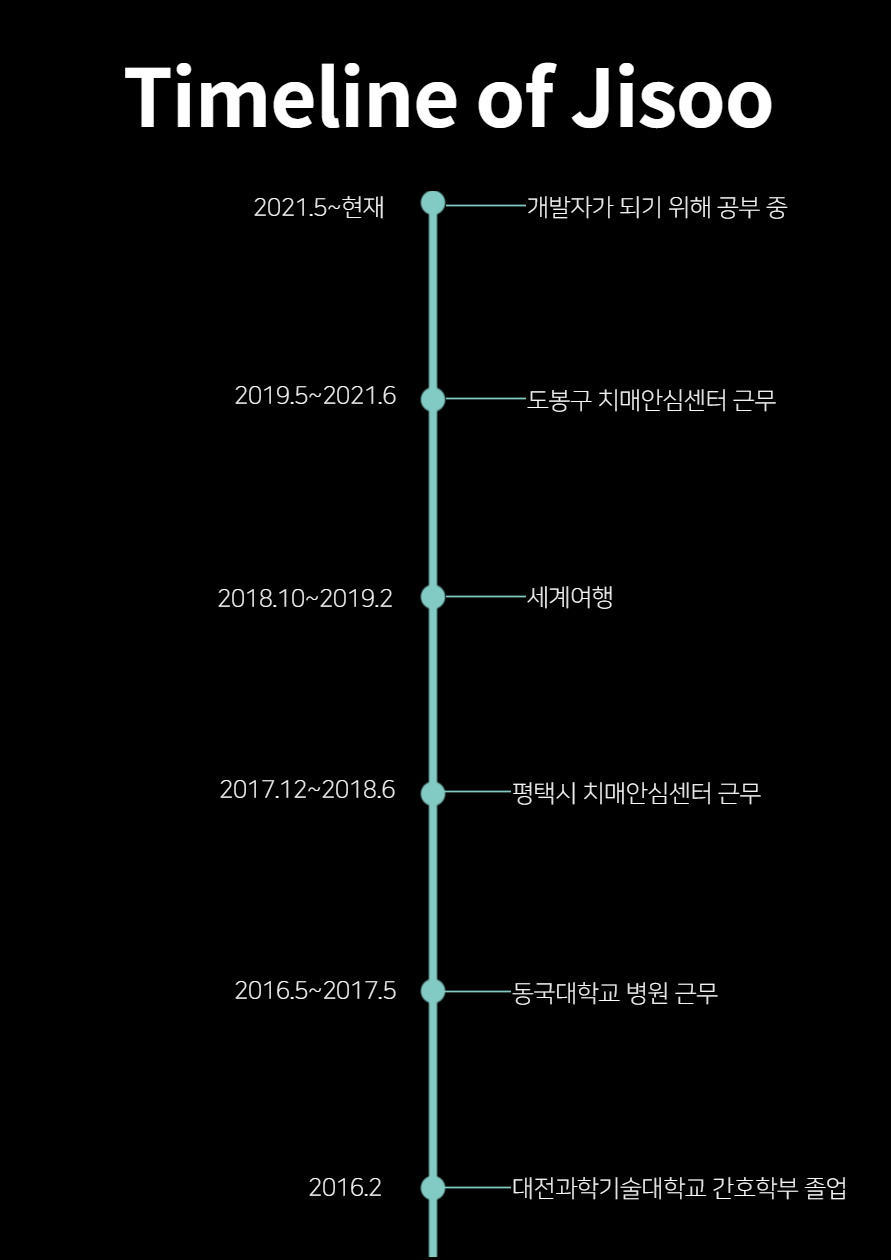 Timeline of Jisoo
2021.5~현재 개발자가 되기 위해 공부 중
2019.5~2021.6 도봉구 치매안심센터 근무
2018.10~2019.2 세계여행
2017.12~2018.6 평택시 치매안심센터 근무
2016.5~2017.5 동국대학교 병원 근무
2016.2 대전과학기술대학교 간호학부 졸업